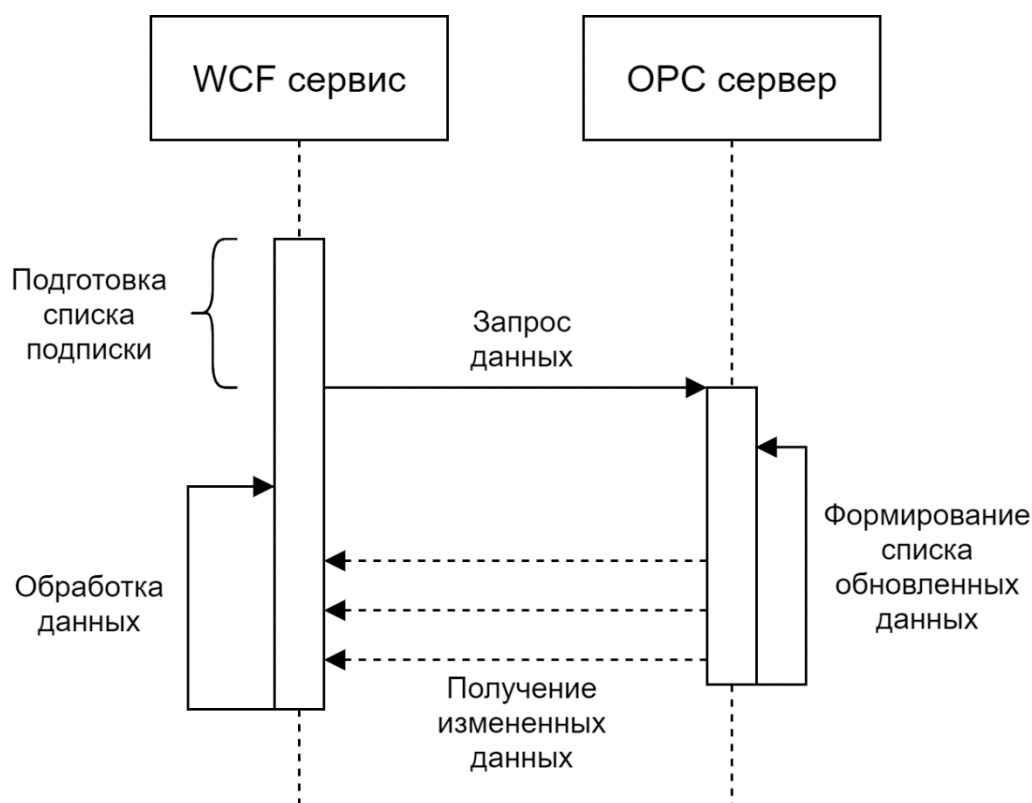 WCF сервис
OPC сервер
Подготовка
списка
подписки
Запрос
данных
Формирование
списка
обновленных
данных
Обработка
данных
Получение
измененных
данных